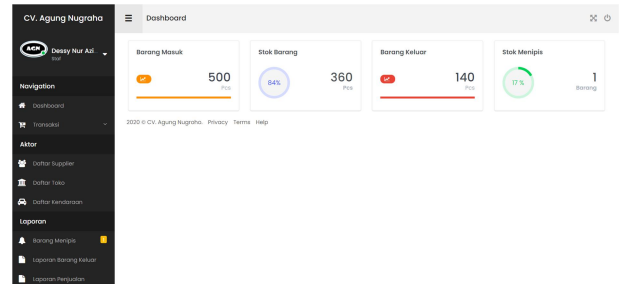 CV. Agung Nugraha
Dashboard
AGN
Dessy Nur Azi
Staf
Navigation
Dashboard
Transaksi
Aktor
Daftar Supplier
Daftar Toko
Daftar Kendaraan
Laporan
Barang Menipis
Laporan Barang Keluar
Laporan Penjualan
Barang Masuk
500
Pcs
Stok Barang
84%
360
Pcs
Barang Keluar
140
Pcs
Stok Menipis
17 %
1
Barang
2020 © CV. Agung Nugraha. Privacy Terms Help